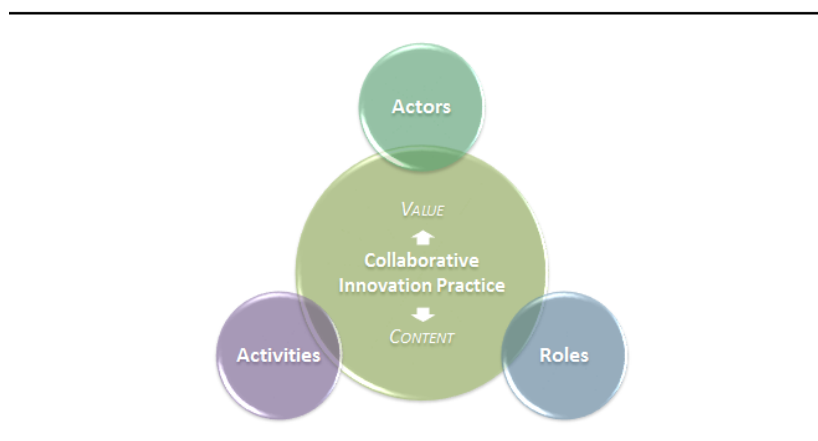 Actors
VALUE
Collaborative
Innovation Practice
CONTENT
Activities
Roles